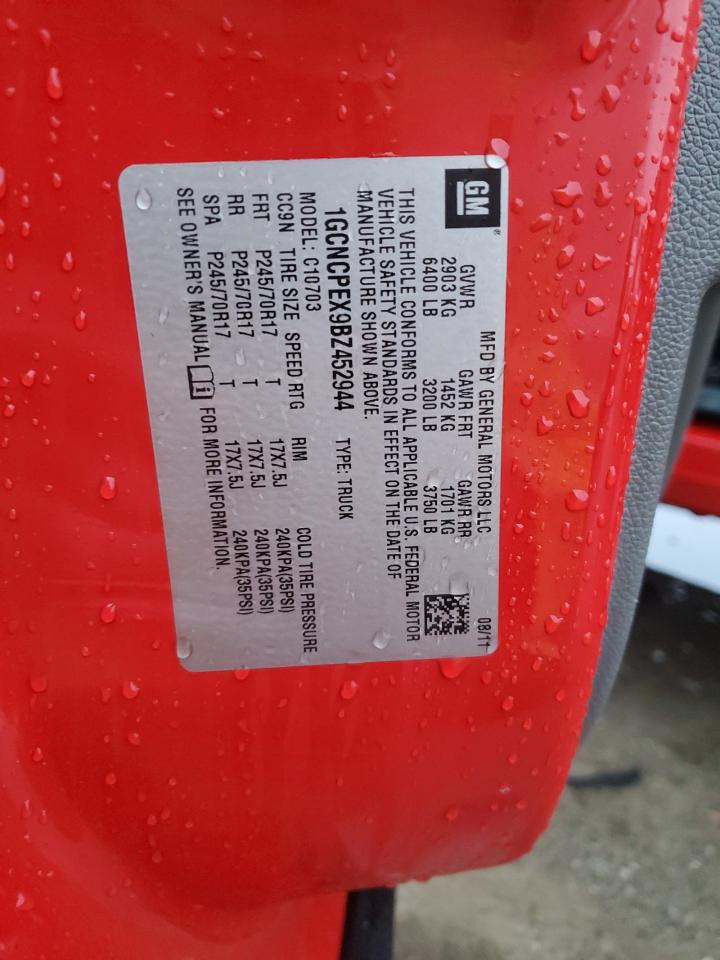 GM ®
MFD BY GENERAL MOTORS LLC 08/11
GVWR GAWR FRT GAWR RR
2903 KG 1452 KG 1701 KG
6400 LB 3200 LB 3750 LB
THIS VEHICLE CONFORMS TO ALL APPLICABLE U.S. FEDERAL MOTOR
VEHICLE SAFETY STANDARDS IN EFFECT ON THE DATE OF
MANUFACTURE SHOWN ABOVE.
1GCNCPEX9BZ452944 TYPE: TRUCK
MODEL: C10703
CC9N TIRE SIZE SPEED RTG RIM COLD TIRE PRESSURE
FRT P245/70R17 T 17X7.5J 240KPA(35PSI)
RR P245/70R17 T 17X7.5J 240KPA(35PSI)
SPA P245/70R17 T 17X7.5J 240KPA(35PSI)
SEE OWNER'S MANUAL i FOR MORE INFORMATION.